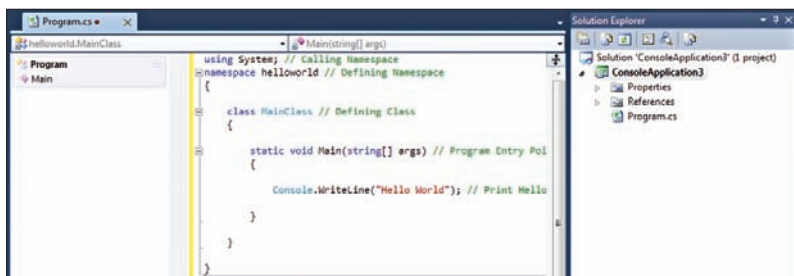 Program.cs
helloworld.MainClass
Main(string[] args)
Program
Main
using System; // Calling Namespace
namespace helloworld // Defining Namespace
{
class MainClass // Defining Class
{
static void Main(string[] args) // Program Entry Poi
{
Console.WriteLine("Hello World"); // Print Hello
}
}
}
Solution Explorer
Solution 'ConsoleApplication3' (1 project)
ConsoleApplication3
Properties
References
Program.cs